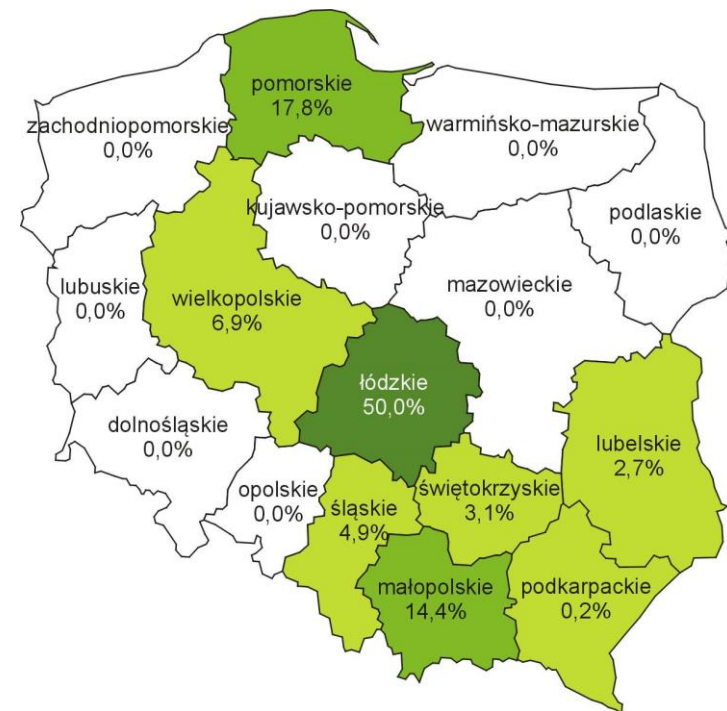 pomorskie
17,8%
zachodniopomorskie
0,0%
warmińsko-mazurskie
0,0%
kujawsko-pomorskie
0,0%
podlaskie
0,0%
lubuskie
0,0%
wielkopolskie
6,9%
mazowieckie
0,0%
łódzkie
50,0%
dolnośląskie
0,0%
lubelskie
2,7%
opolskie
0,0%
śląskie
4,9%
świętokrzyskie
3,1%
małopolskie
14,4%
podkarpackie
0,2%